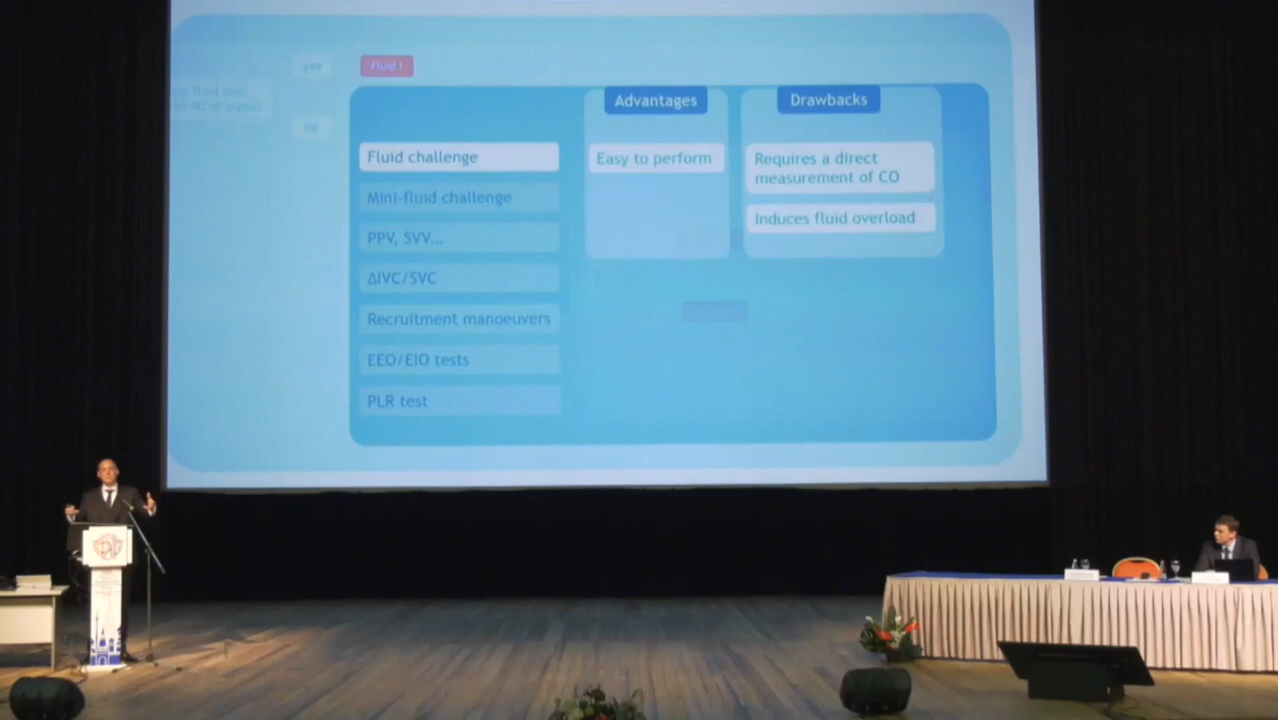 yes
no
Fluid !
Advantages
Drawbacks
Fluid challenge
Easy to perform
Requires a direct
measurement of CO
Mini-fluid challenge
Induces fluid overload
PPV, SVV...
ΔIVC/SVC
Recruitment manoeuvers
EEO/EIO tests
PLR test